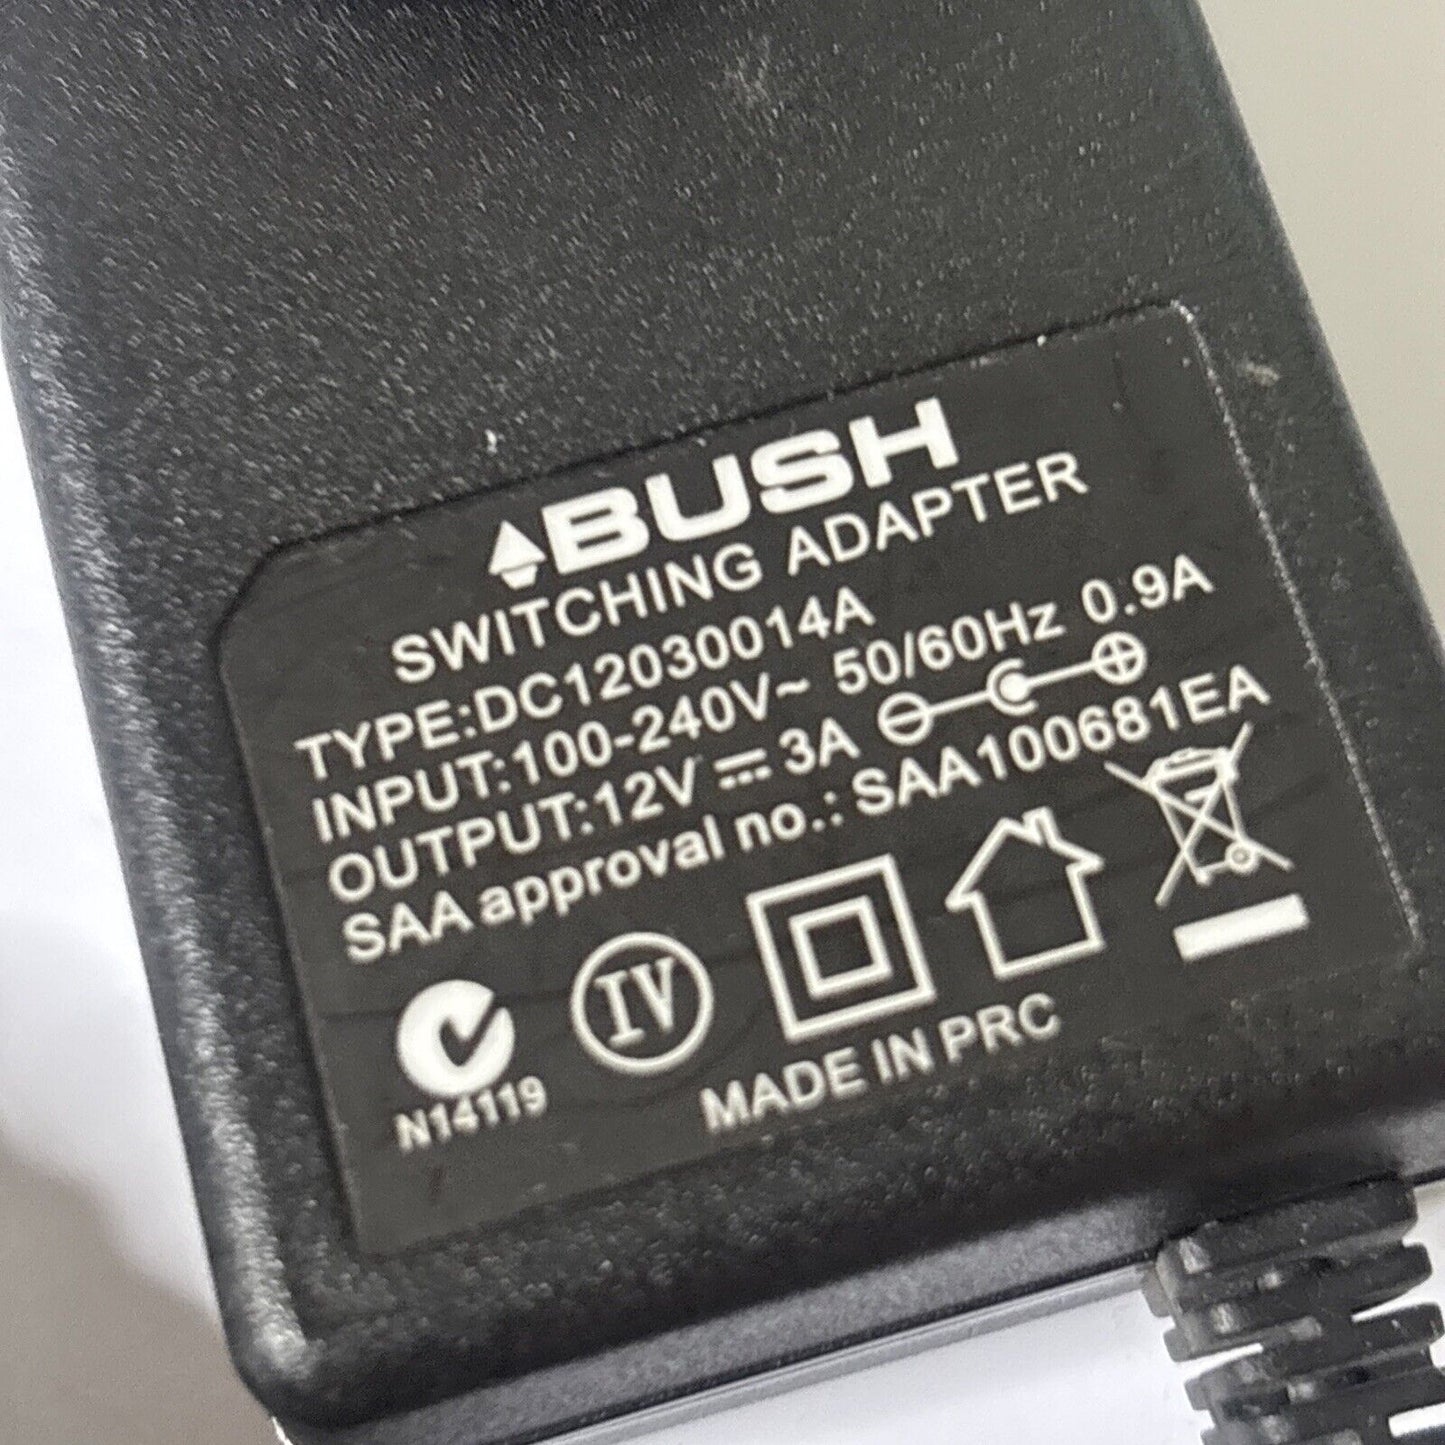 BUSH
SWITCHING ADAPTER
TYPE:DC12030014A
INPUT:100-240V~ 50/60Hz 0.9A
OUTPUT:12V⎓3A
SAA approval no.: SAA100681EA
IV
N14119
MADE IN PRC